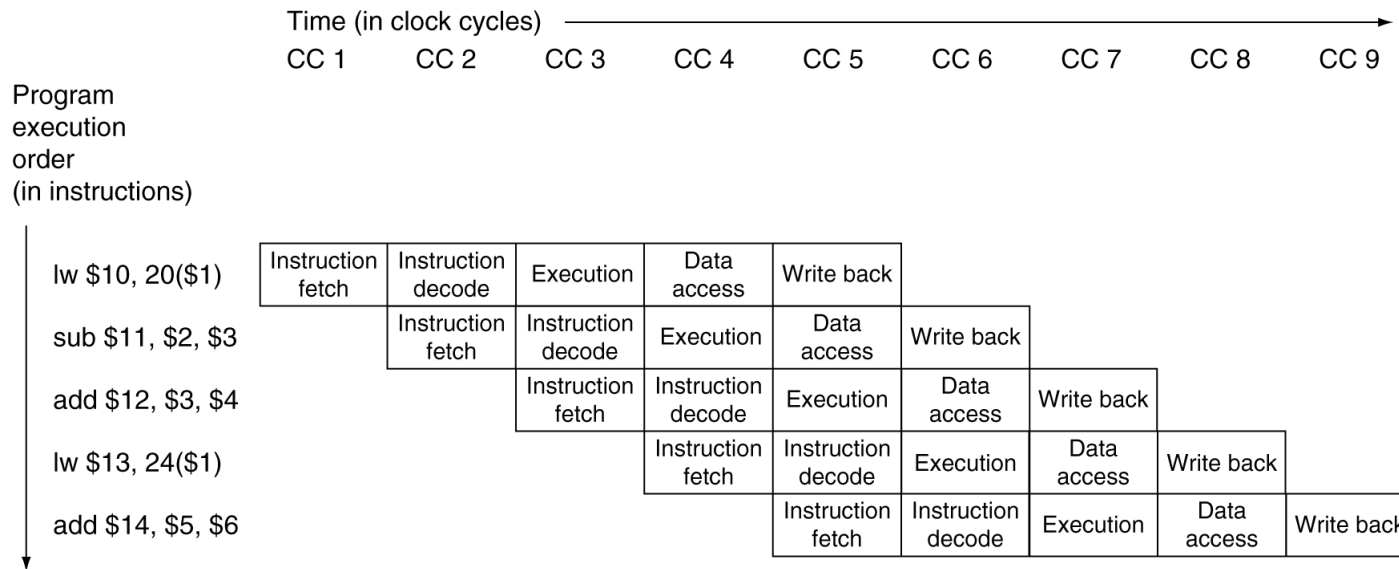 Time (in clock cycles)
CC 1 CC 2 CC 3 CC 4 CC 5 CC 6 CC 7 CC 8 CC 9
Program
execution
order
(in instructions)
lw $10, 20($1) Instruction fetch Instruction decode Execution Data access Write back
sub $11, $2, $3 Instruction fetch Instruction decode Execution Data access Write back
add $12, $3, $4 Instruction fetch Instruction decode Execution Data access Write back
lw $13, 24($1) Instruction fetch Instruction decode Execution Data access Write back
add $14, $5, $6 Instruction fetch Instruction decode Execution Data access Write back